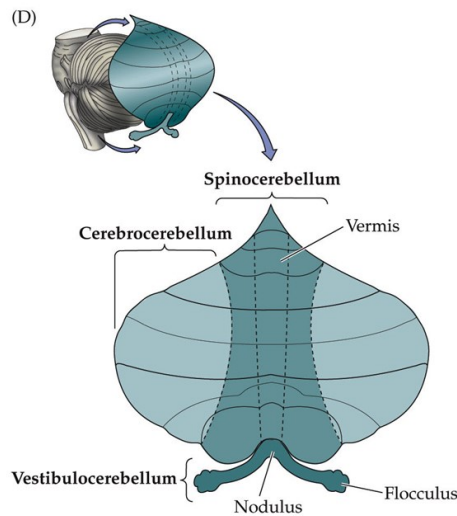 (D)
Spinocerebellum
Cerebrocerebellum
Vermis
Vestibulocerebellum
Nodulus
Flocculus